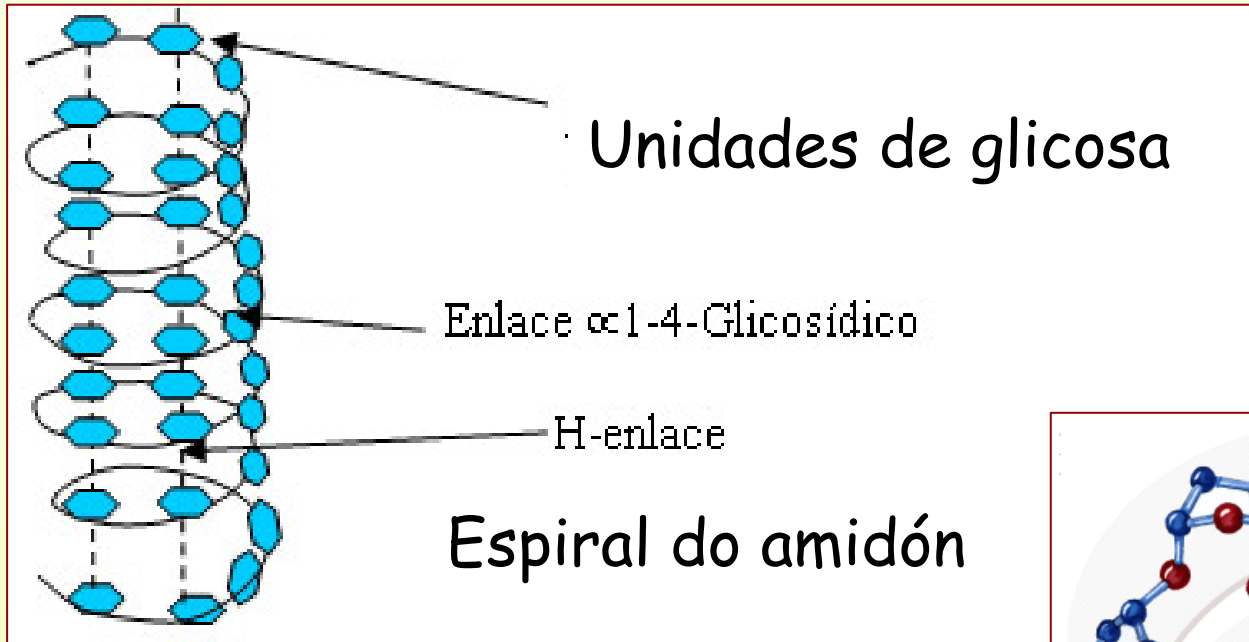 Unidades de glicosa
Enlace ∝1-4-Glicosídico
H-enlace
Espiral do amidón